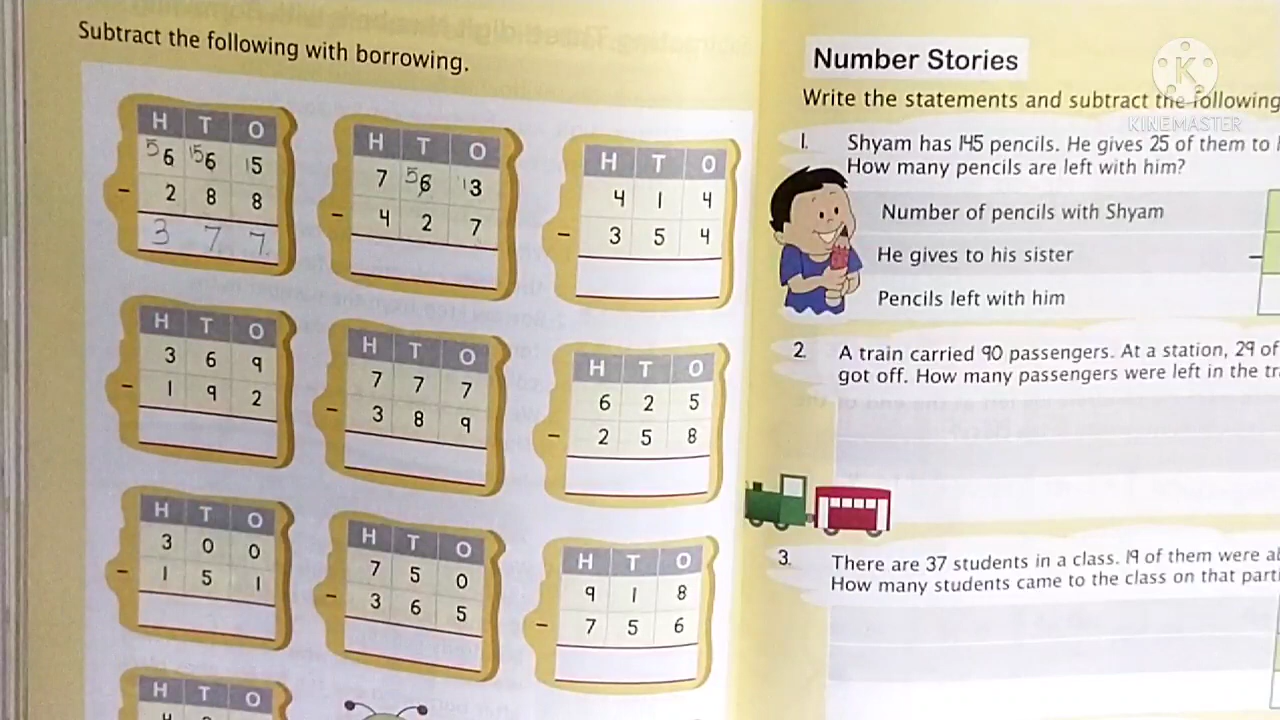 Subtract the following with borrowing.
H T O
5 6 15 6 15
- 2 8 8
3 7 7.
H T O
7 5 6 13
- 4 2 7
H T O
4 1 4
- 3 5 4
H T O
3 6 9
- 1 9 2
H T O
7 7 7
- 3 8 9
H T O
6 2 5
- 2 5 8
H T O
3 0 0
- 1 5 1
H T O
7 5 0
- 3 6 5
H T O
9 1 8
- 7 5 6
H T O
Number Stories
K
KINEMASTER
Write the statements and subtract the following
1. Shyam has 145 pencils. He gives 25 of them to
How many pencils are left with him?
Number of pencils with Shyam
He gives to his sister
-
Pencils left with him
2. A train carried 90 passengers. At a station, 29 of
got off. How many passengers were left in the
3. There are 37 students in a class. 19 of them were
How many students came to the class on that